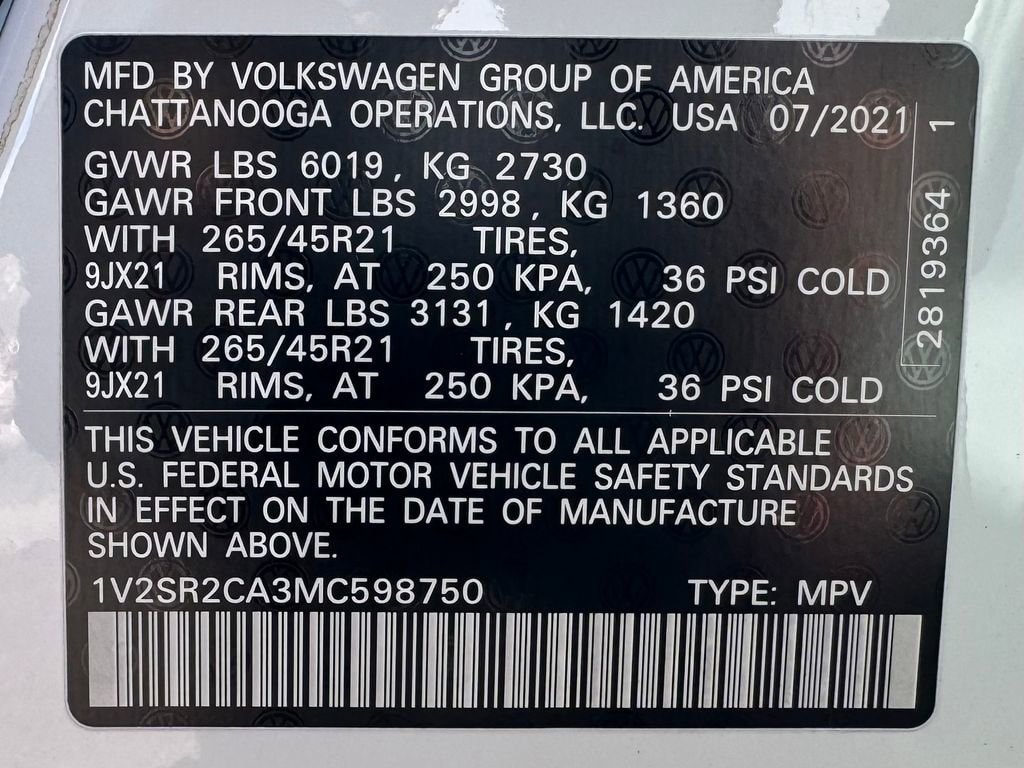 MFD BY VOLKSWAGEN GROUP OF AMERICA
CHATTANOOGA OPERATIONS, LLC. USA 07/2021
GVWR LBS 6019, KG 2730
GAWR FRONT LBS 2998, KG 1360
WITH 265/45R21 TIRES,
9JX21 RIMS, AT 250 KPA, 36 PSI COLD
GAWR REAR LBS 3131, KG 1420
WITH 265/45R21 TIRES,
9JX21 RIMS, AT 250 KPA, 36 PSI COLD
THIS VEHICLE CONFORMS TO ALL APPLICABLE
U.S. FEDERAL MOTOR VEHICLE SAFETY STANDARDS
IN EFFECT ON THE DATE OF MANUFACTURE
SHOWN ABOVE.
1V2SR2CA3MC598750 TYPE: MPV
2819364 1